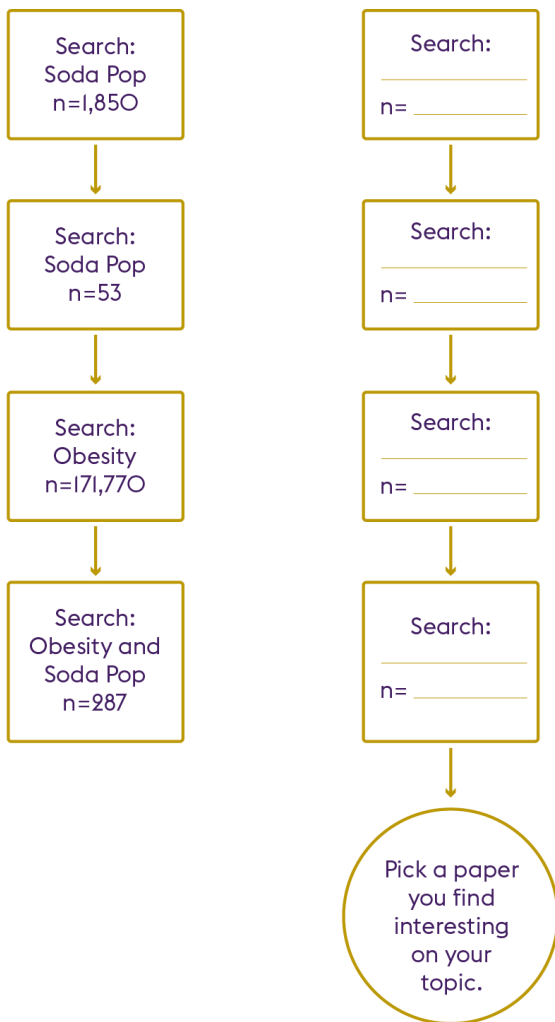 Search:
Soda Pop
n=1,850
Search:
Soda Pop
n=53
Search:
Obesity
n=171,770
Search:
Obesity and
Soda Pop
n=287
Search:
n=
Search:
n=
Search:
n=
Search:
n=
Pick a paper
you find
interesting
on your
topic.